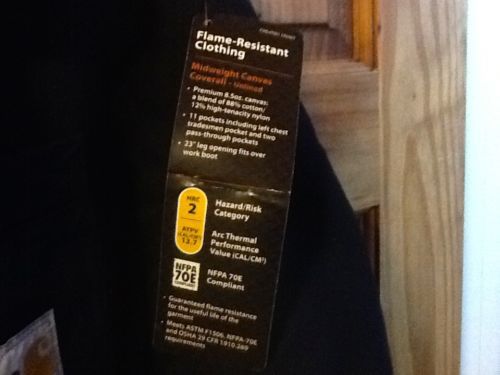 Flame-Resistant
Clothing
Midweight Canvas
Coverall - Unlined
• Premium 8.5oz. canvas:
a blend of 88% cotton/
12% high-tenacity nylon
• 11 pockets including left chest
tradesmen pocket and two
pass-through pockets
• 23" leg opening fits over
work boot
HRC
2
Hazard/Risk
Category
ATPV
(CAL/CM²)
12.7
Arc Thermal
Performance
Value (CAL/CM²)
NFPA
70E
NFPA 70E
Compliant
• Guaranteed flame resistance
for the useful life of the
garment
• Meets ASTM F1506, NFPA-70E
and OSHA 29 CFR 1910.269
requirements